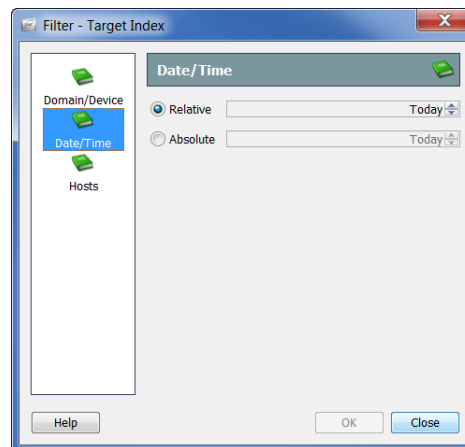 Filter - Target Index
Domain/Device
Date/Time
Hosts
Date/Time
Relative Today
Absolute Today
Help OK Close